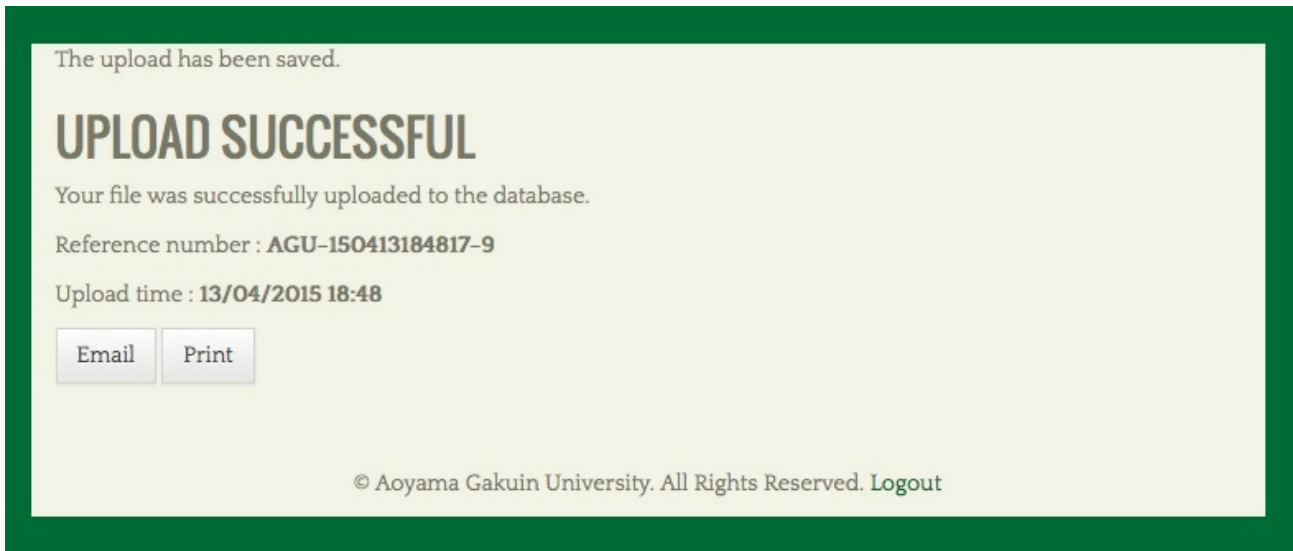 The upload has been saved.
UPLOAD SUCCESSFUL
Your file was successfully uploaded to the database.
Reference number : AGU-150413184817-9
Upload time : 13/04/2015 18:48
Email Print
© Aoyama Gakuin University. All Rights Reserved. Logout